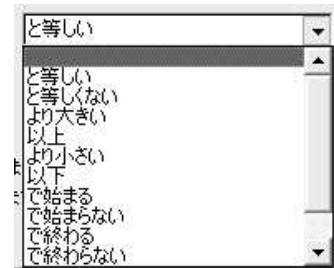 と等しい
と等しい
と等しくない
より大きい
以上
より小さい
以下
で始まる
で始まらない
で終わる
で終わらない